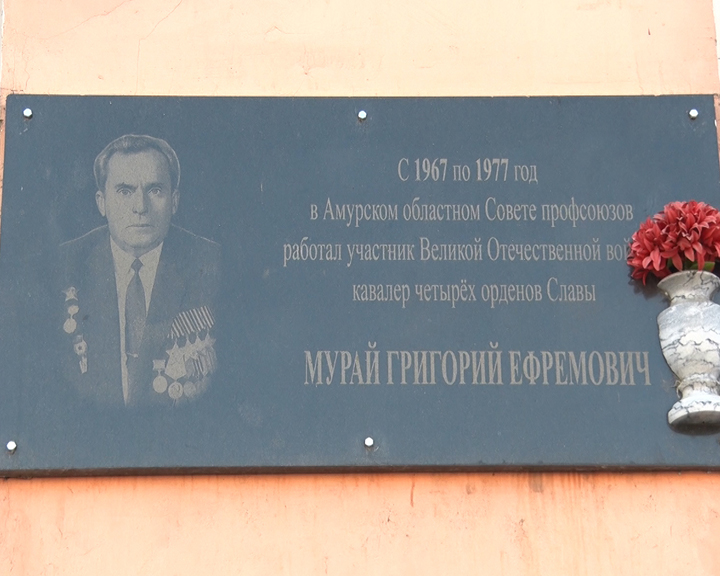 С 1967 по 1977 год
в Амурском областном Совете профсоюзов
работал участник Великой Отечественной
кавалер четырёх орденов Славы
МУРАЙ ГРИГОРИЙ ЕФРЕМОВИЧ